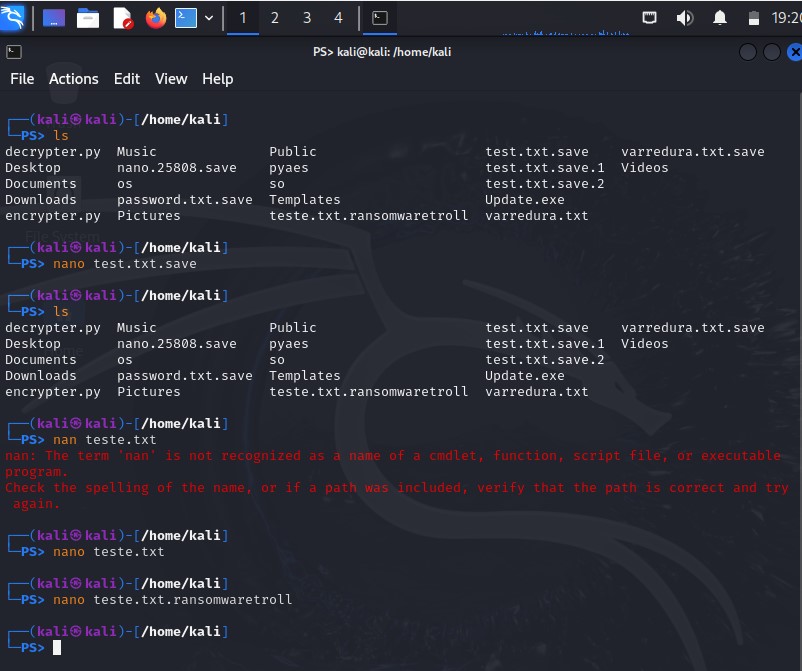 1 2 3 4
19:20
PS> kali@kali: /home/kali
File Actions Edit View Help
┌──(kali㉿kali)-[/home/kali]
└─PS> ls
decrypter.py Music Public test.txt.save varredura.txt.save
Desktop nano.25808.save pyaes test.txt.save.1 Videos
Documents os so test.txt.save.2
Downloads password.txt.save Templates Update.exe
encrypter.py Pictures teste.txt.ransomwaretroll varredura.txt
┌──(kali㉿kali)-[/home/kali]
└─PS> nano test.txt.save
┌──(kali㉿kali)-[/home/kali]
└─PS> ls
decrypter.py Music Public test.txt.save varredura.txt.save
Desktop nano.25808.save pyaes test.txt.save.1 Videos
Documents os so test.txt.save.2
Downloads password.txt.save Templates Update.exe
encrypter.py Pictures teste.txt.ransomwaretroll varredura.txt
┌──(kali㉿kali)-[/home/kali]
└─PS> nan teste.txt
nan: The term 'nan' is not recognized as a name of a cmdlet, function, script file, or executable
program.
Check the spelling of the name, or if a path was included, verify that the path is correct and try
again.
┌──(kali㉿kali)-[/home/kali]
└─PS> nano teste.txt
┌──(kali㉿kali)-[/home/kali]
└─PS> nano teste.txt.ransomwaretroll
┌──(kali㉿kali)-[/home/kali]
└─PS>